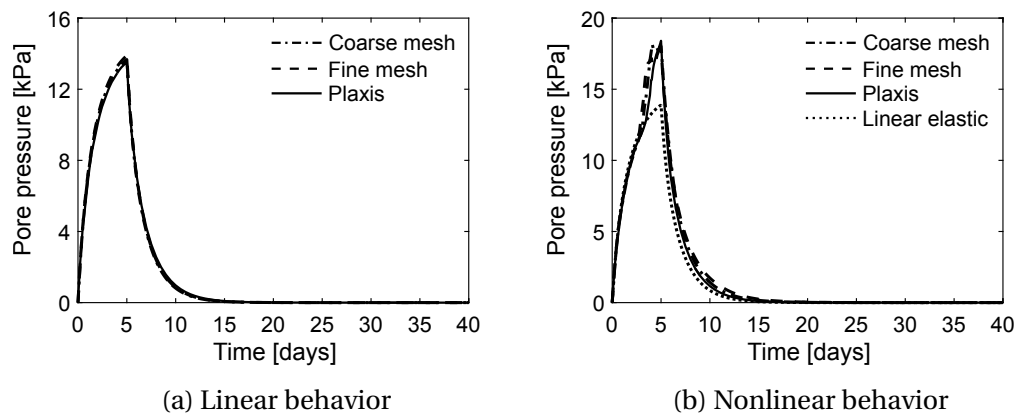 16
12
8
4
0
Pore pressure [kPa]
Coarse mesh
Fine mesh
Plaxis
0 5 10 15 20 25 30 35 40
Time [days]
(a) Linear behavior
20
15
10
5
0
Pore pressure [kPa]
Coarse mesh
Fine mesh
Plaxis
Linear elastic
0 5 10 15 20 25 30 35 40
Time [days]
(b) Nonlinear behavior